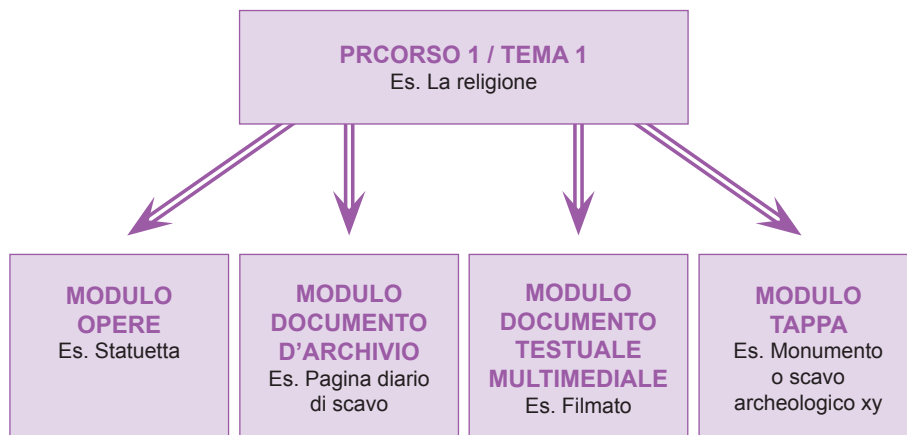 PRCORSO 1 / TEMA 1
Es. La religione
MODULO
OPERE
Es. Statuetta
MODULO
DOCUMENTO
D’ARCHIVIO
Es. Pagina diario
di scavo
MODULO
DOCUMENTO
TESTUALE
MULTIMEDIALE
Es. Filmato
MODULO
TAPPA
Es. Monumento
o scavo
archeologico xy